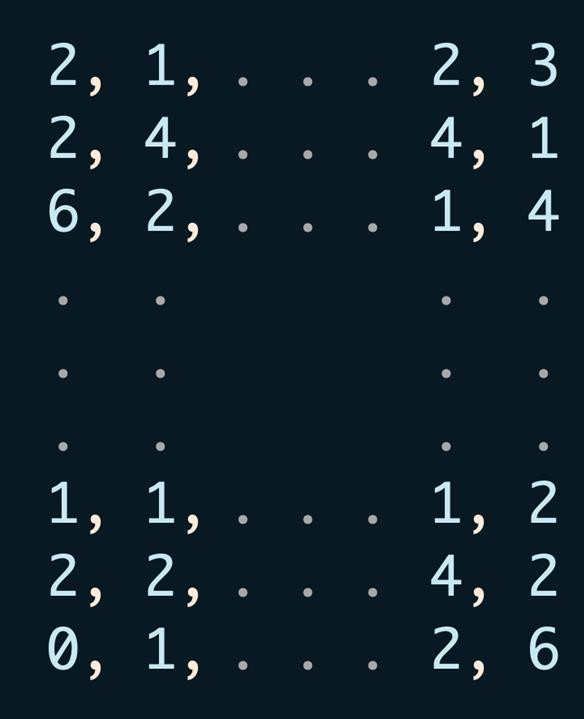 2, 1, . . . 2, 3
2, 4, . . . 4, 1
6, 2, . . . 1, 4
. . . .
. . . .
. . . .
1, 1, . . . 1, 2
2, 2, . . . 4, 2
0, 1, . . . 2, 6